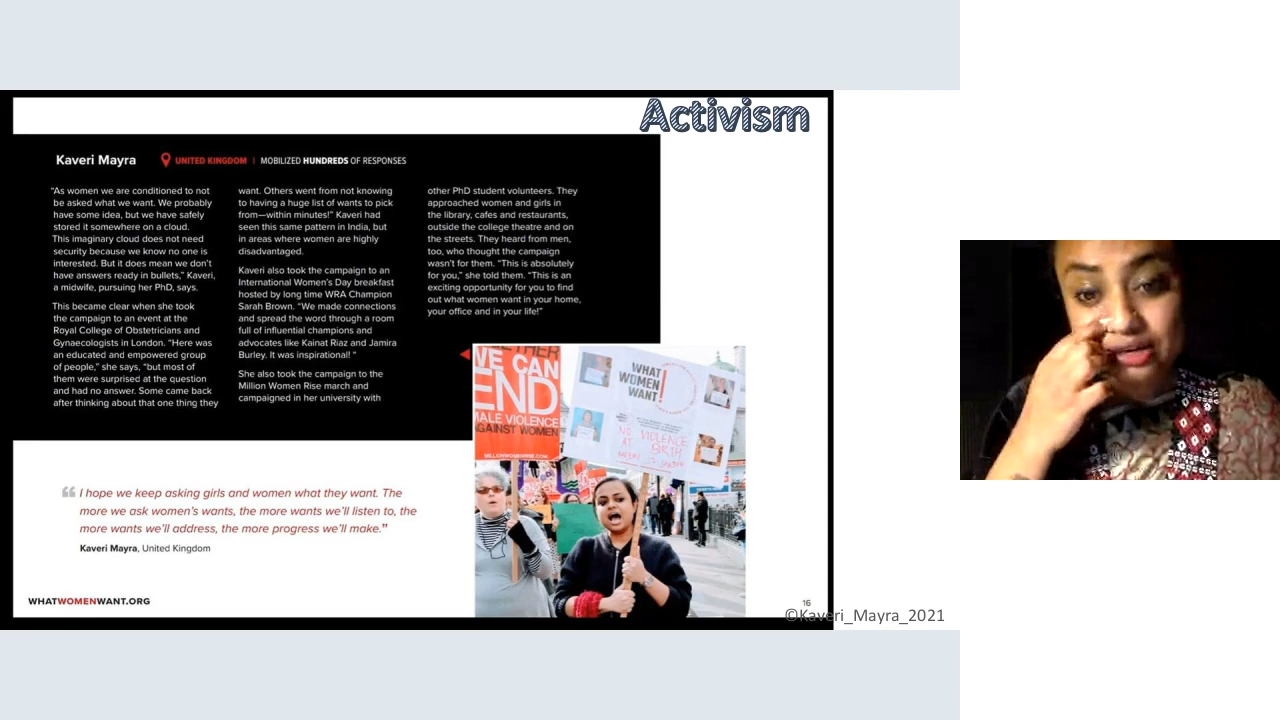 Activism
Kaveri Mayra
UNITED KINGDOM | MOBILIZED HUNDREDS OF RESPONSES
“As women we are conditioned to not
be asked what we want. We probably
have some idea, but we have safely
stored it somewhere on a cloud.
This imaginary cloud does not need
security because we know no one is
interested. But it does mean we don’t
have answers ready in bullets,” Kaveri,
a midwife, pursuing her PhD, says.
This became clear when she took
the campaign to an event at the
Royal College of Obstetricians and
Gynaecologists in London. “Here was
an educated and empowered group
of people,” she says, “but most of
them were surprised at the question
and had no answer. Some came back
after thinking about that one thing they
want. Others went from not knowing
to having a huge list of wants to pick
from—within minutes!” Kaveri had
seen this same pattern in India, but
in areas where women are highly
disadvantaged.
Kaveri also took the campaign to an
International Women’s Day breakfast
hosted by long time WRA Champion
Sarah Brown. “We made connections
and spread the word through a room
full of influential champions and
advocates like Kainat Riaz and Jamira
Burley. It was inspirational! ”
She also took the campaign to the
Million Women Rise march and
campaigned in her university with
other PhD student volunteers. They
approached women and girls in
the library, cafes and restaurants,
outside the college theatre and on
the streets. They heard from men,
too, who thought the campaign
wasn’t for them. “This is absolutely
for you,” she told them. “This is an
exciting opportunity for you to find
out what women want in your home,
your office and in your life!”
WE CAN
END
MALE VIOLENCE
AGAINST WOMEN
MILLIONWOMENRISE.COM
WHAT
WOMEN
WANT!
NO VIOLENCE
AT BIRTH
“I hope we keep asking girls and women what they want. The
more we ask women’s wants, the more wants we’ll listen to, the
more wants we’ll address, the more progress we’ll make.”
Kaveri Mayra, United Kingdom
WHATWOMENWANT.ORG
16
©Kaveri_Mayra_2021